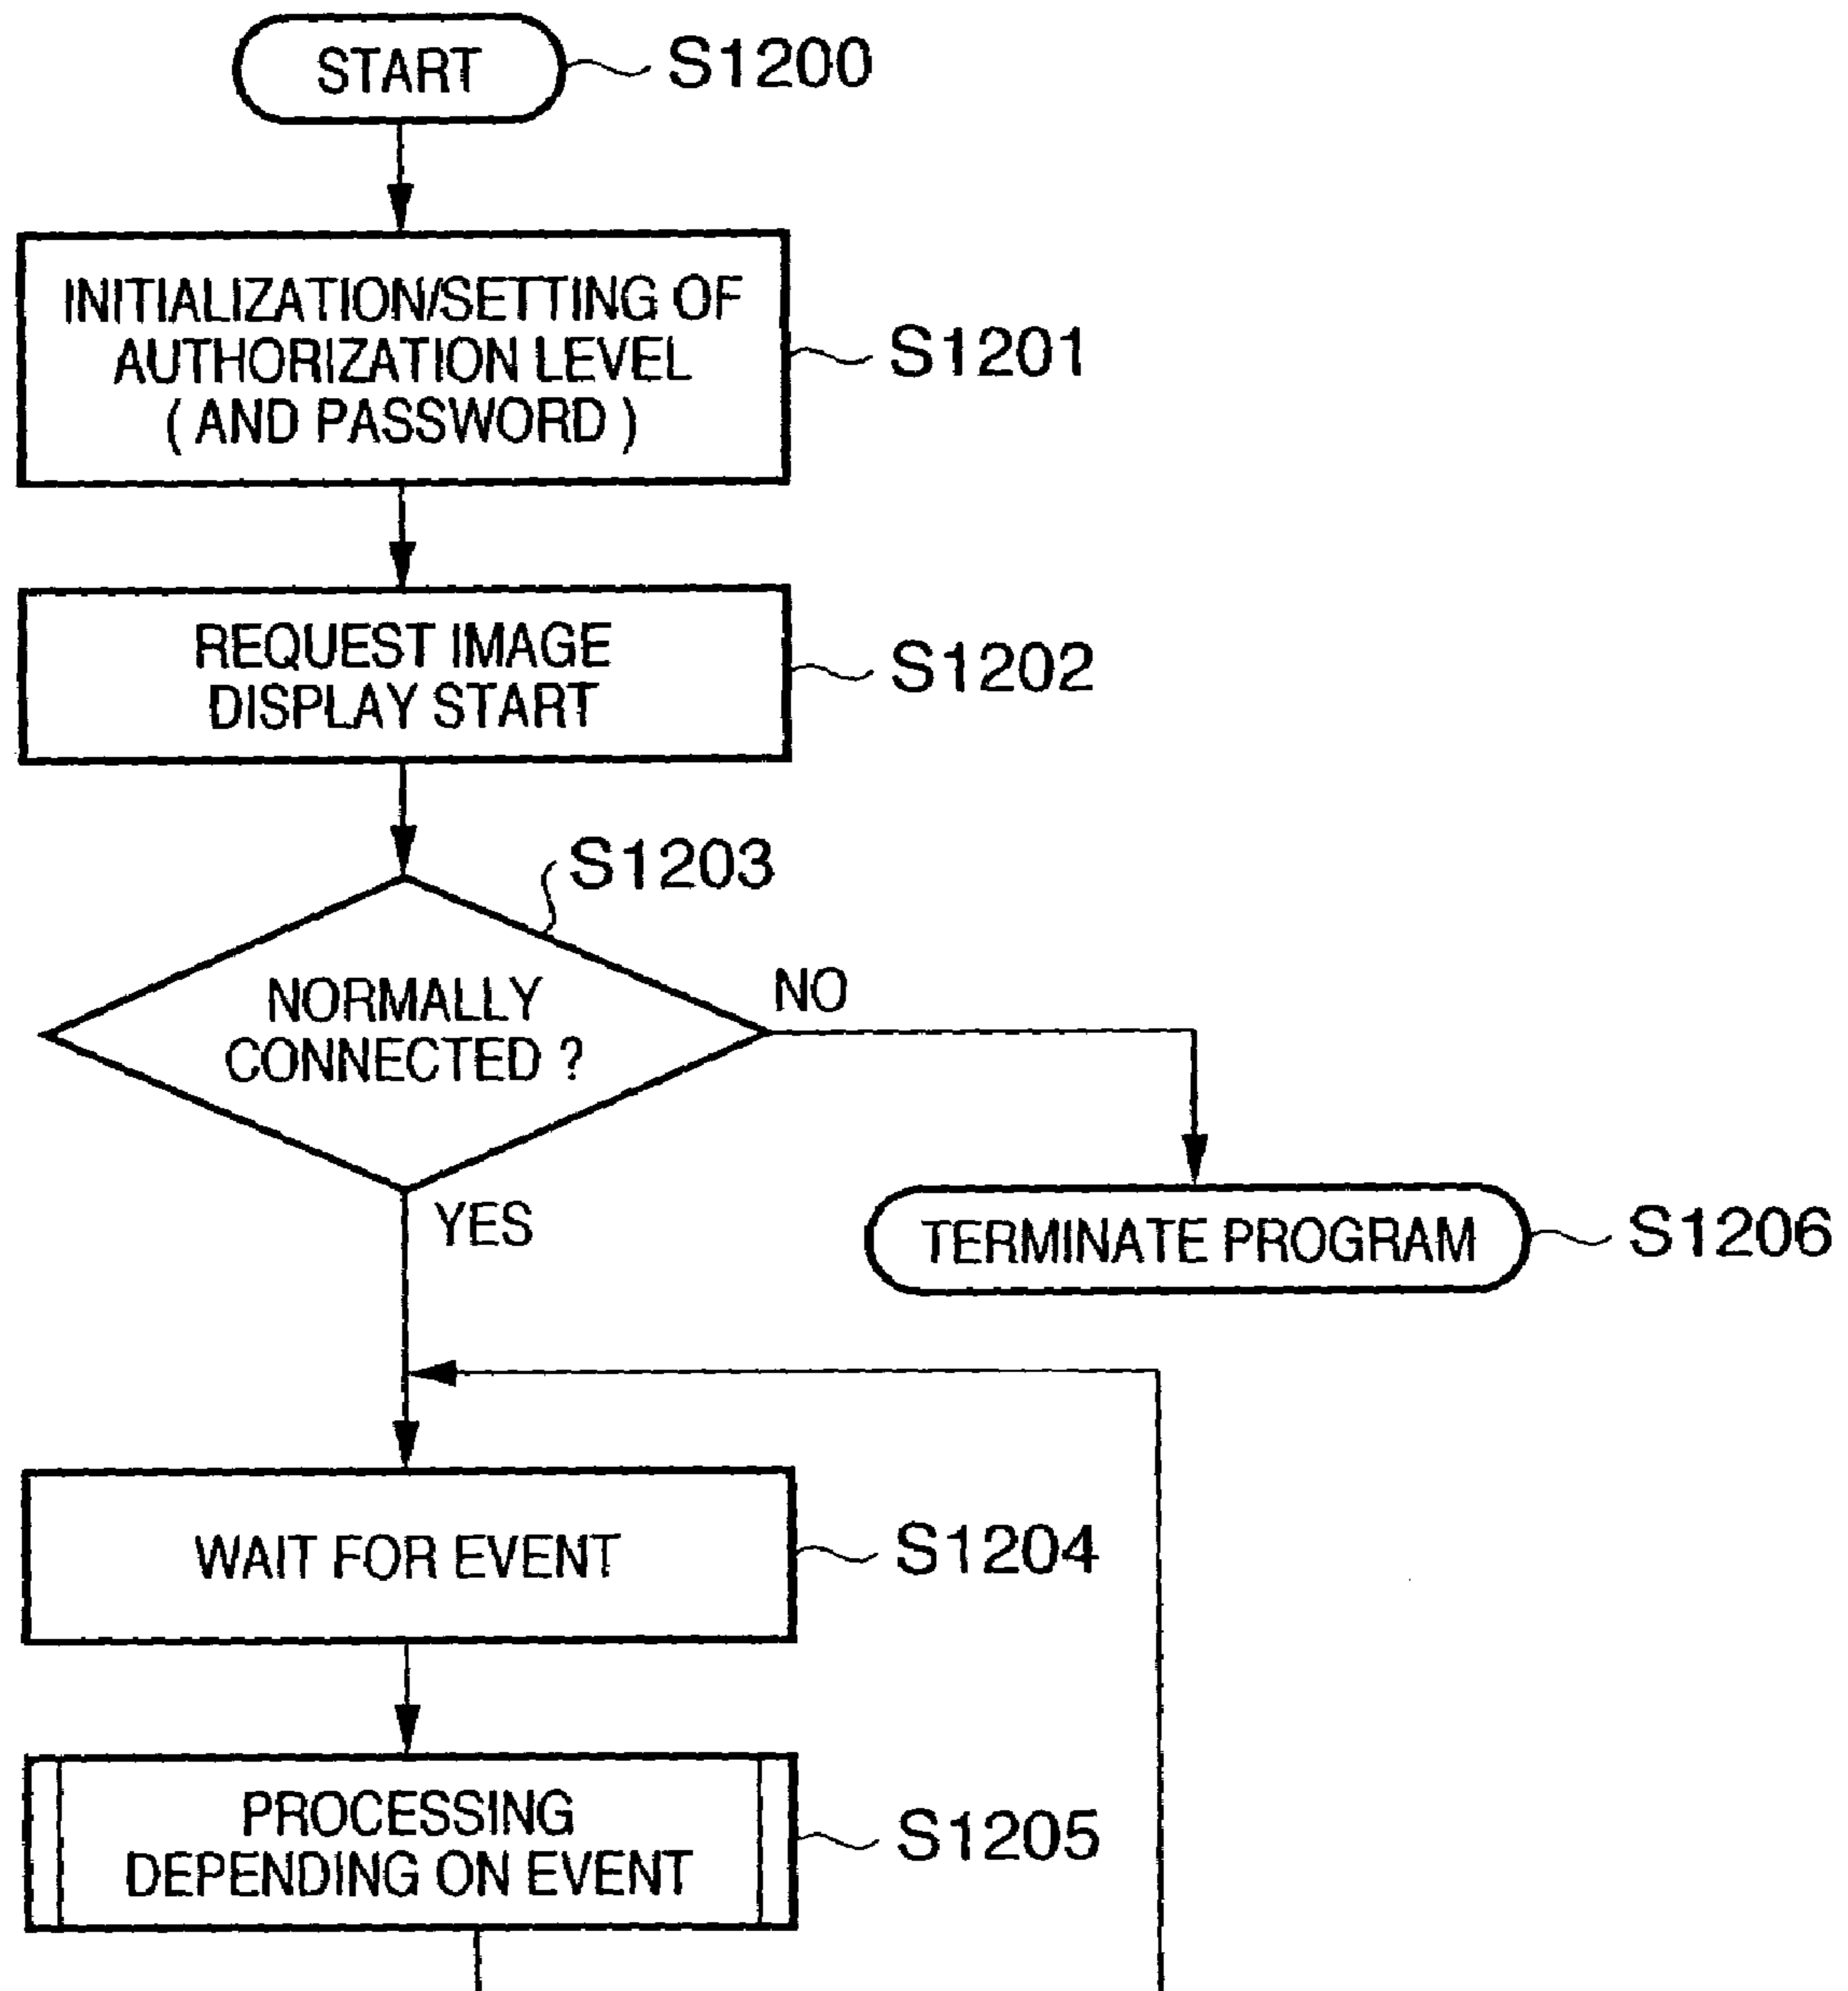 START
S1200
INITIALIZATION/SETTING OF
AUTHORIZATION LEVEL
( AND PASSWORD )
S1201
REQUEST IMAGE
DISPLAY START
S1202
S1203
NORMALLY
CONNECTED ?
NO
YES
TERMINATE PROGRAM
S1206
WAIT FOR EVENT
S1204
PROCESSING
DEPENDING ON EVENT
S1205